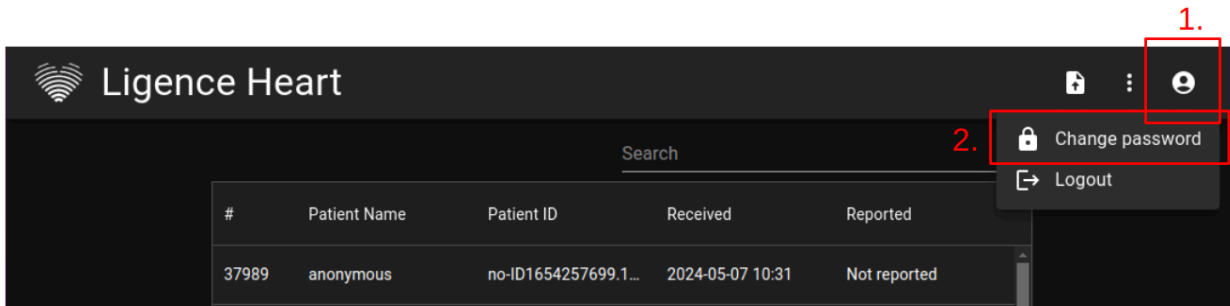 1.
Ligence Heart
2.
Change password
Search
Logout
# Patient Name Patient ID Received Reported
37989 anonymous no-ID1654257699.1... 2024-05-07 10:31 Not reported